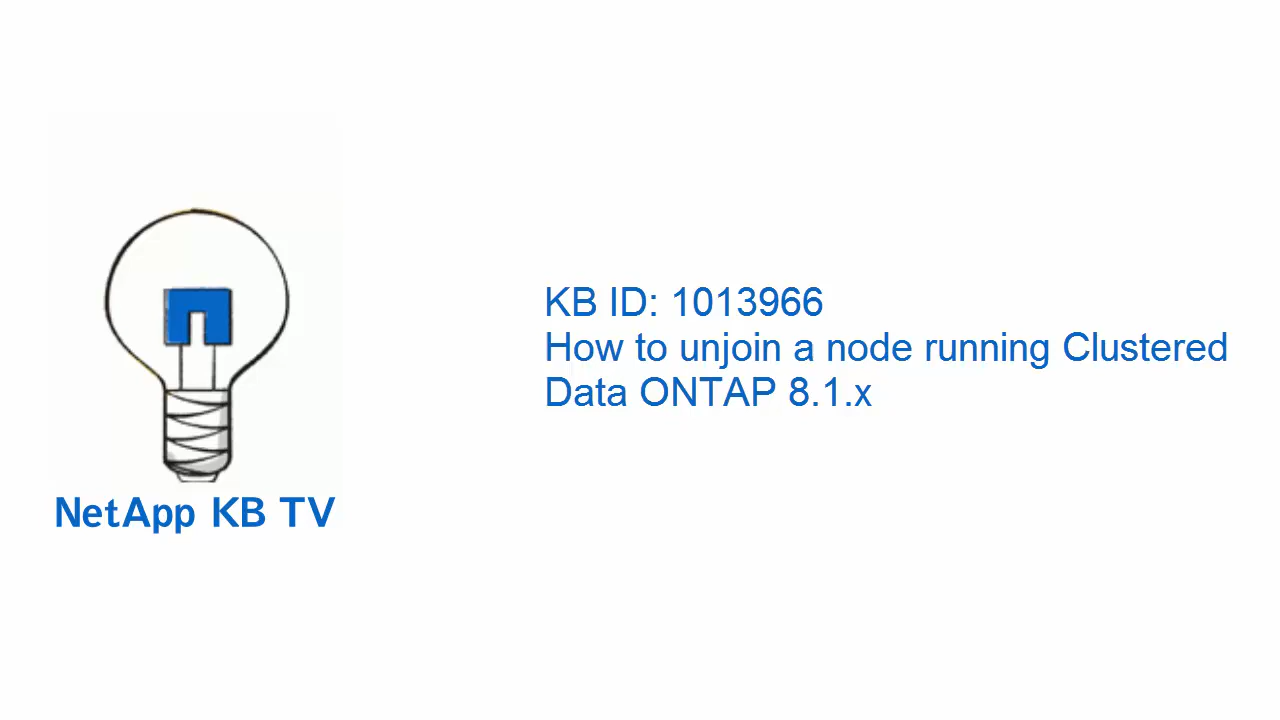 KB ID: 1013966
How to unjoin a node running Clustered
Data ONTAP 8.1.x
NetApp KB TV